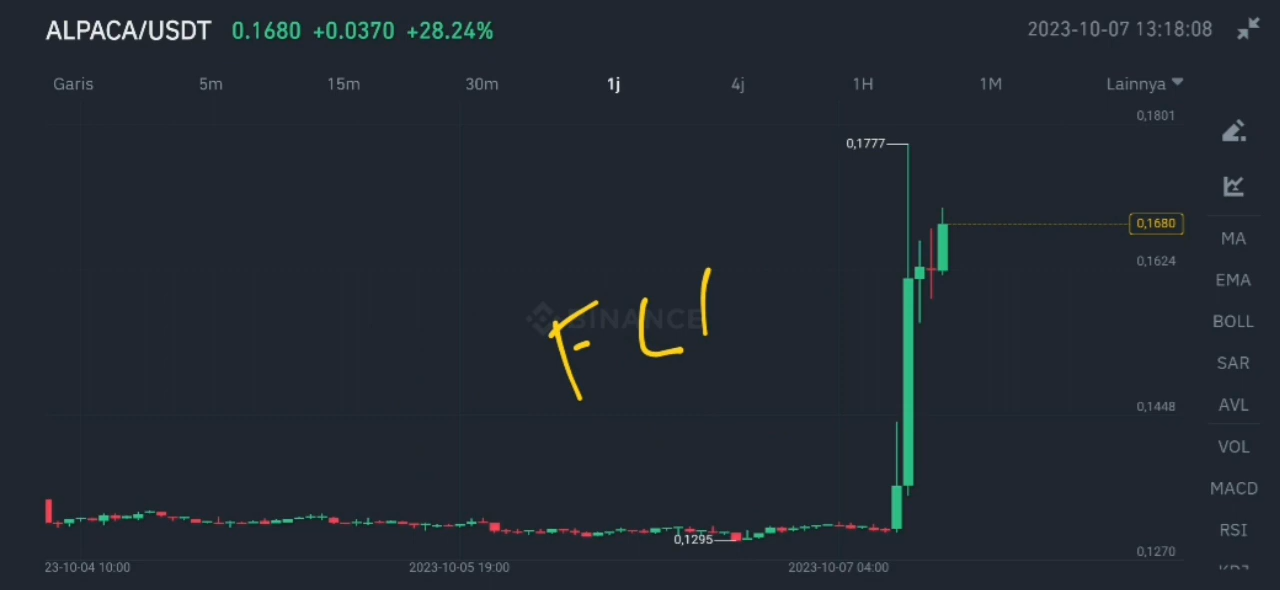 ALPACA/USDT 0.1680 +0.0370 +28.24% 2023-10-07 13:18:08
Garis 5m 15m 30m 1j 4j 1H 1M Lainnya
0,1801
0,1777
0,1680
MA
0,1624
EMA
BINANCE
BOLL
F L I
SAR
0,1448
AVL
VOL
MACD
RSI
0,1295
0,1270
23-10-04 10:00 2023-10-05 19:00 2023-10-07 04:00